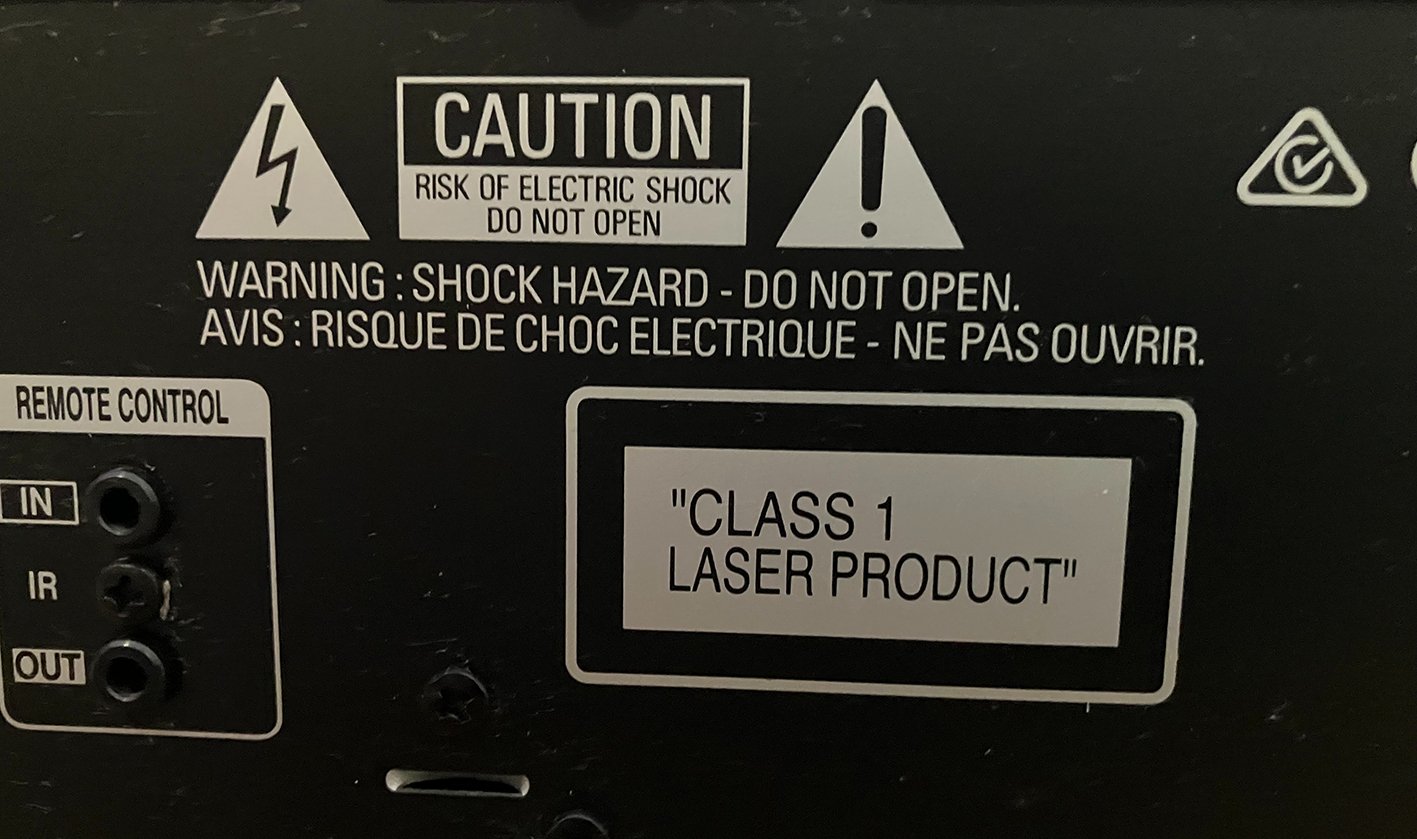 CAUTION
RISK OF ELECTRIC SHOCK
DO NOT OPEN
WARNING : SHOCK HAZARD - DO NOT OPEN.
AVIS : RISQUE DE CHOC ELECTRIQUE - NE PAS OUVRIR.
REMOTE CONTROL
IN
IR
OUT
"CLASS 1
LASER PRODUCT"